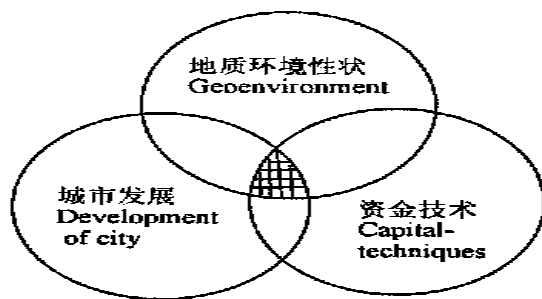 地质环境性状
Geoenvironment
城市发展
Development
of city
资金技术
Capital-
techniques